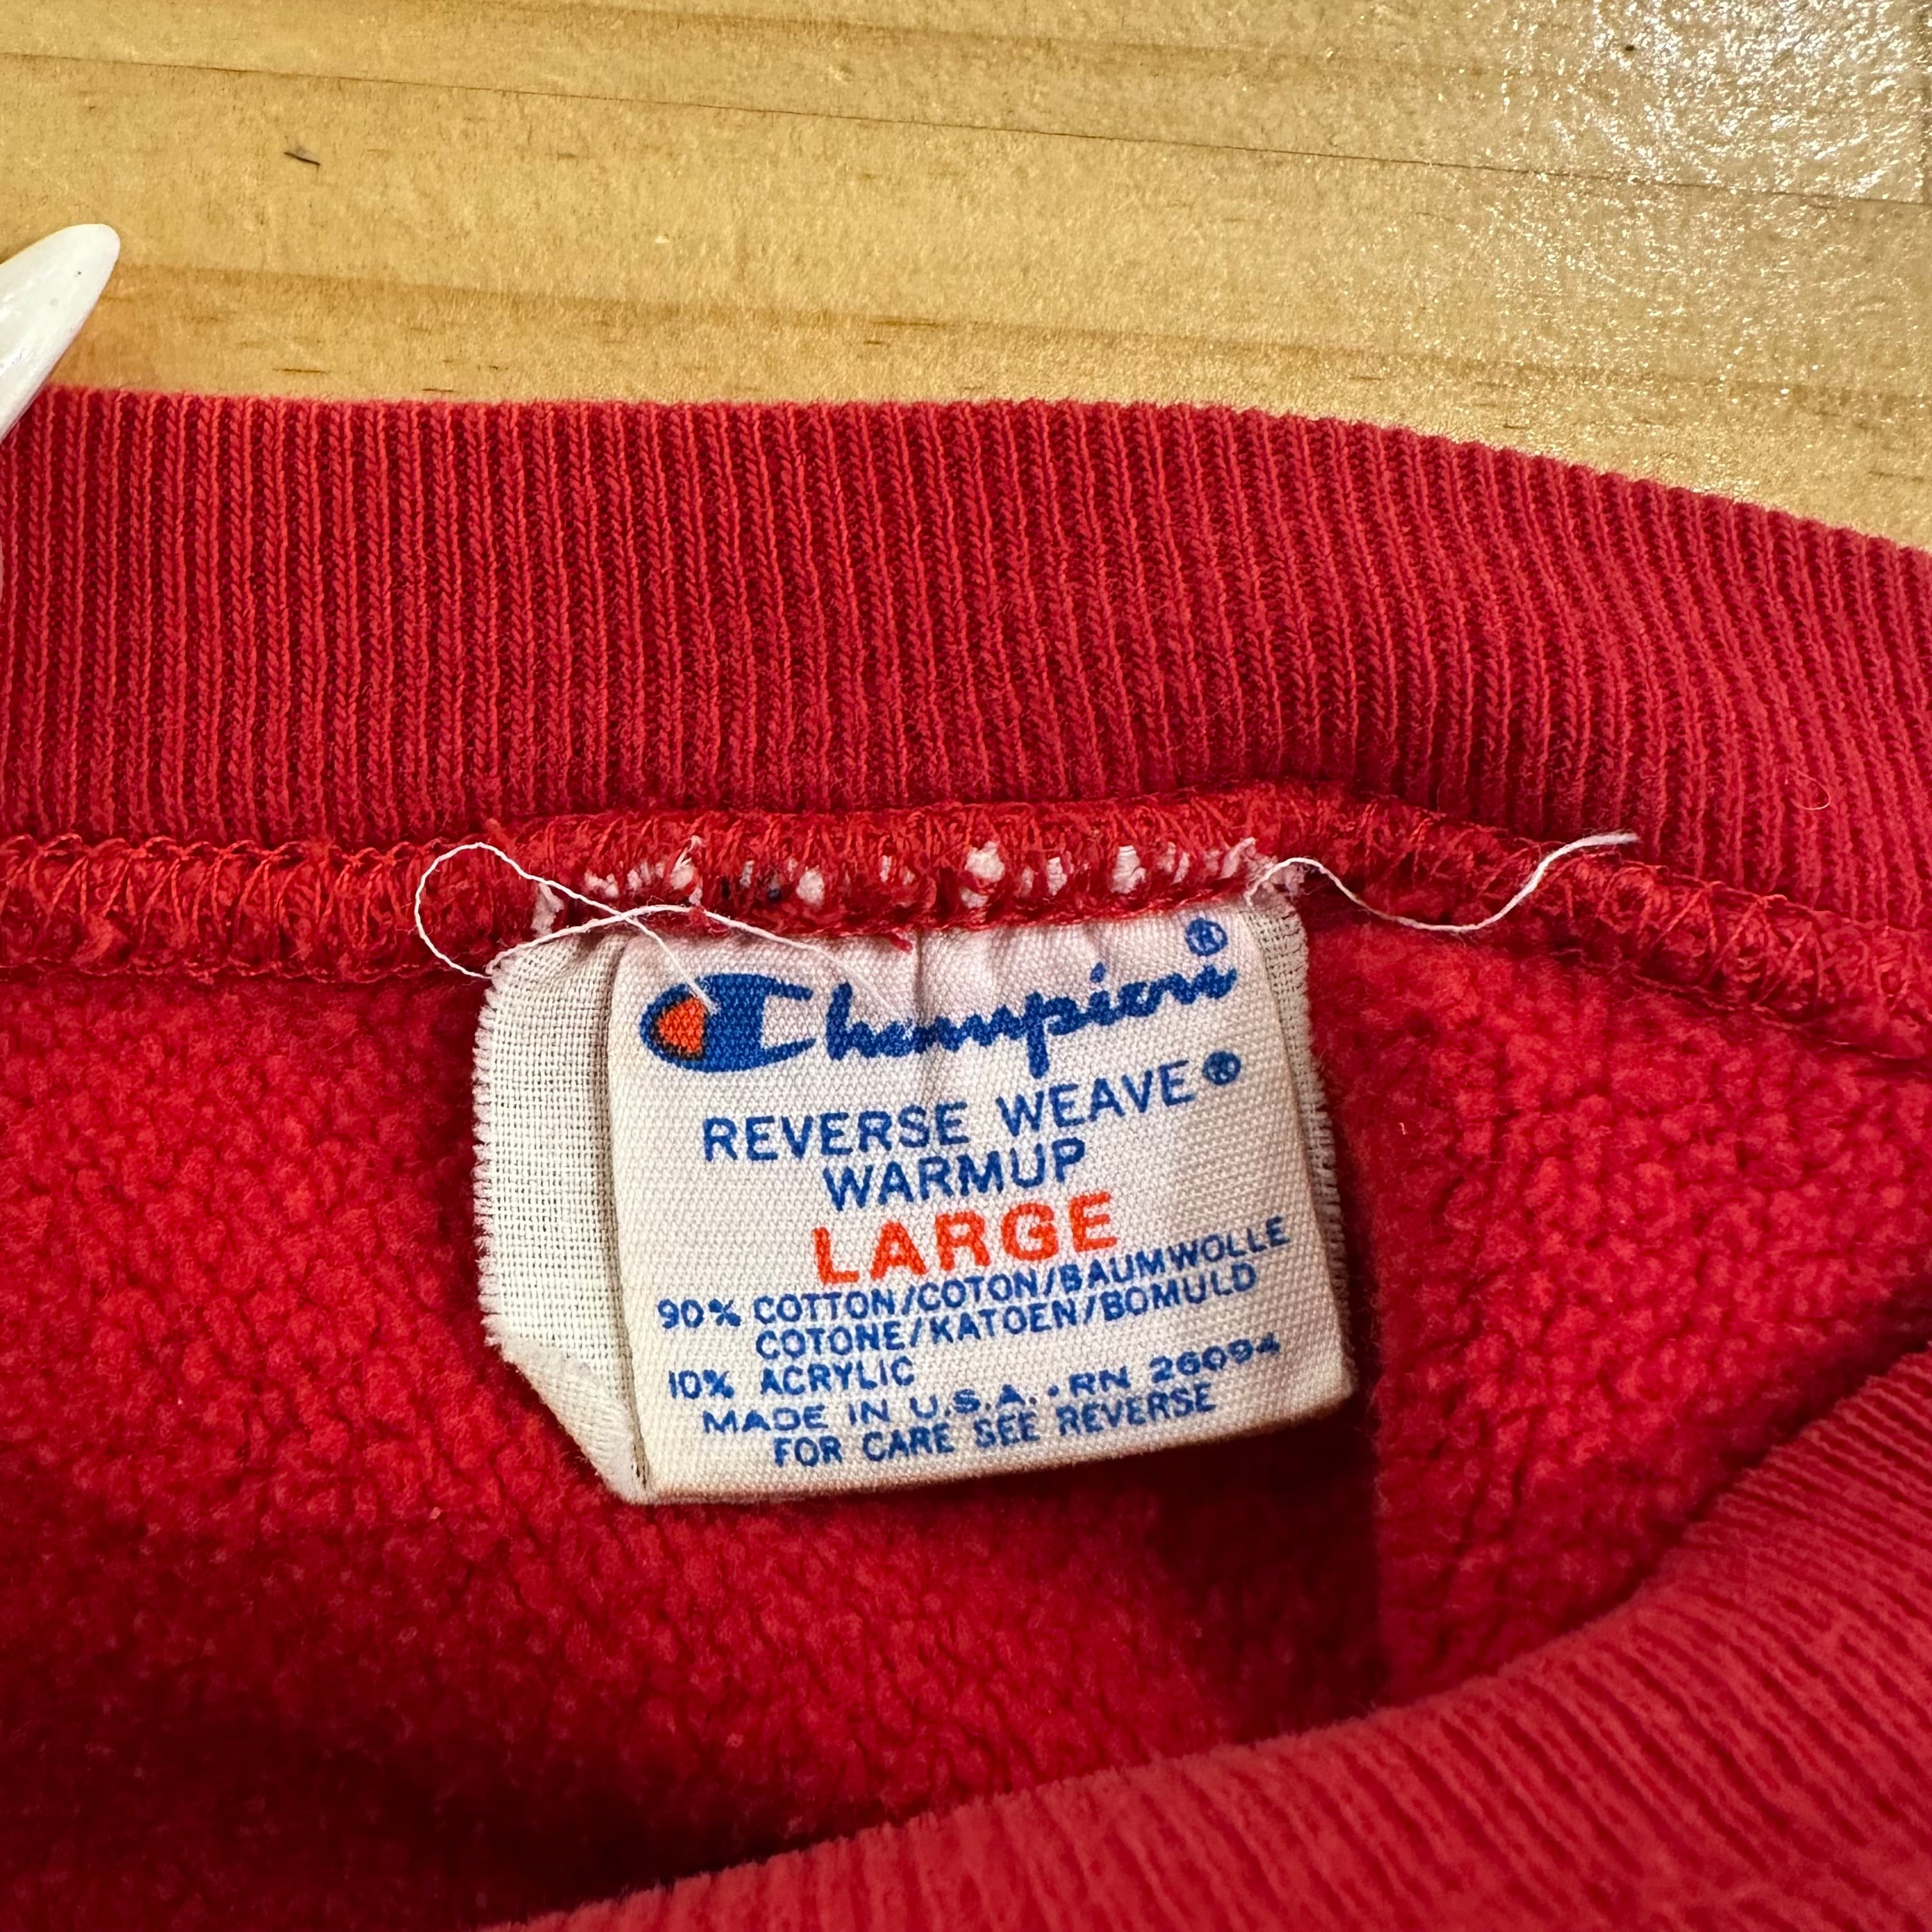 Champion®
REVERSE WEAVE®
WARMUP
LARGE
90% COTTON/COTON/BAUMWOLLE
COTONE/KATOEN/BOMULD
10% ACRYLIC
MADE IN U.S.A. • RN 26094
FOR CARE SEE REVERSE